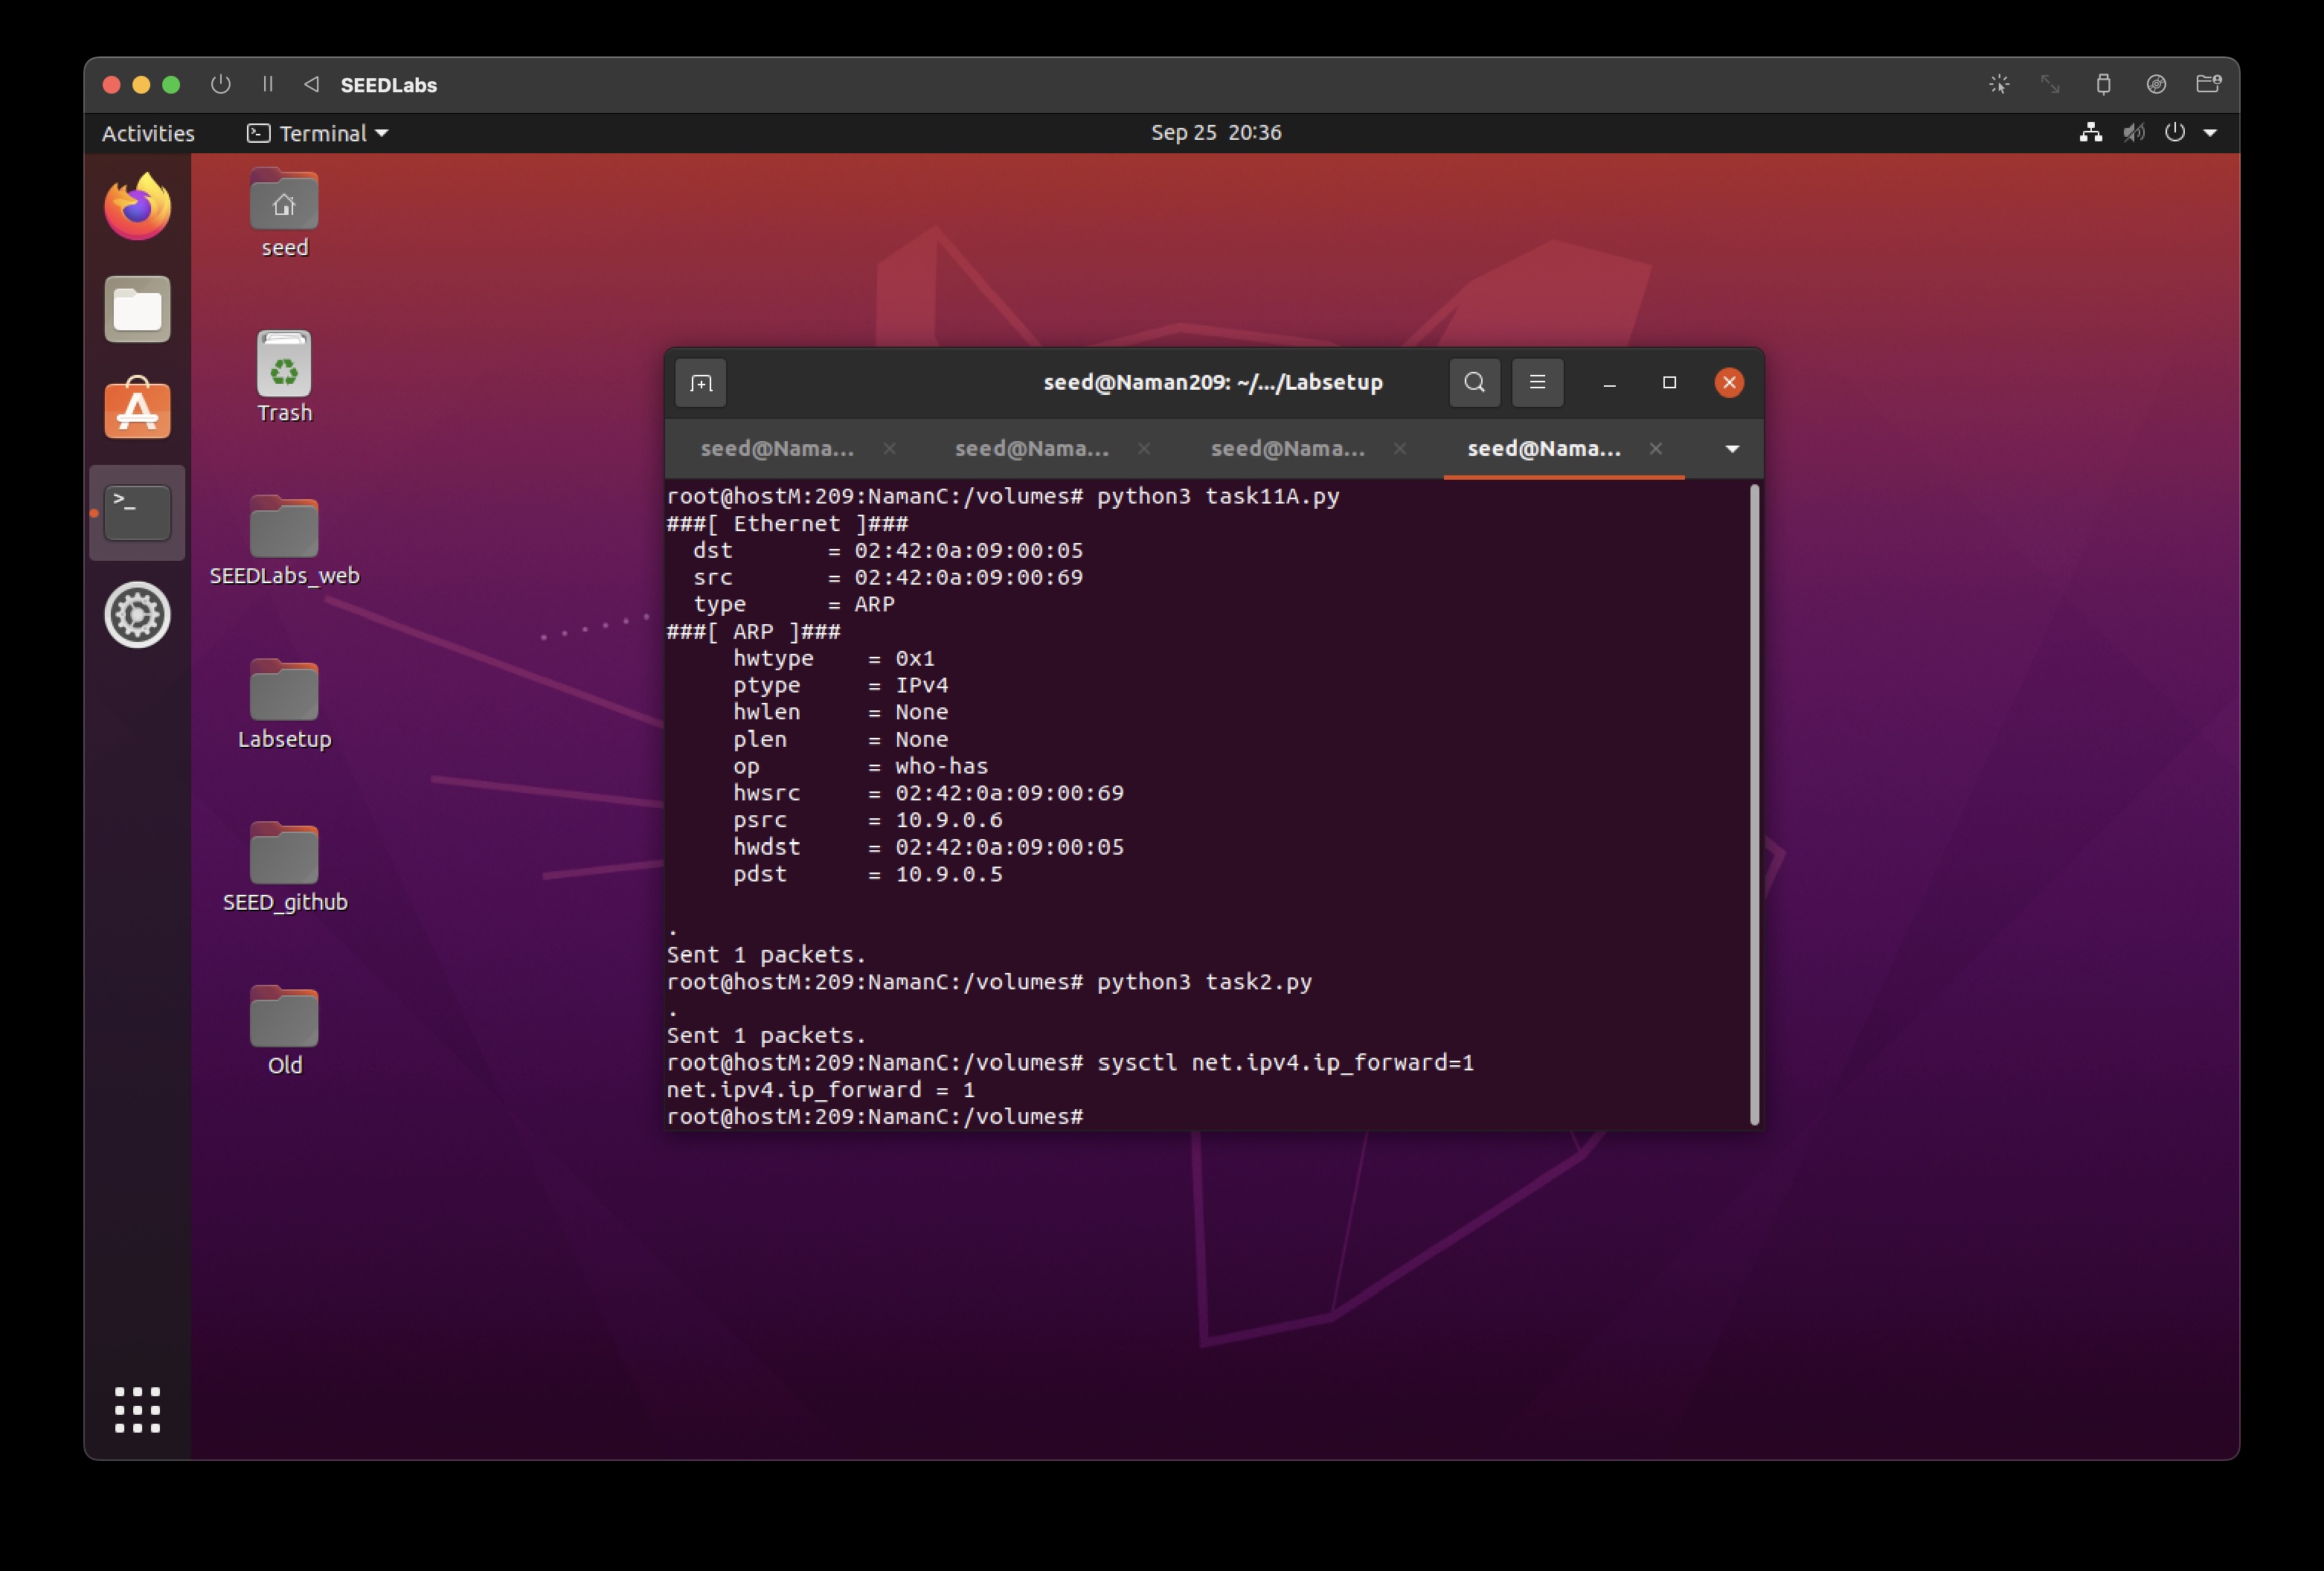 SEEDLabs
Activities
Terminal
Sep 25 20:36
seed
Trash
SEEDLabs_web
Labsetup
SEED_github
Old
seed@Naman209: ~/.../Labsetup
seed@Nama... seed@Nama... seed@Nama... seed@Nama...
root@hostM:209:NamanC:/volumes# python3 task11A.py
###[ Ethernet ]###
  dst       = 02:42:0a:09:00:05
  src       = 02:42:0a:09:00:69
  type      = ARP
###[ ARP ]###
     hwtype    = 0x1
     ptype     = IPv4
     hwlen     = None
     plen      = None
     op        = who-has
     hwsrc     = 02:42:0a:09:00:69
     psrc      = 10.9.0.6
     hwdst     = 02:42:0a:09:00:05
     pdst      = 10.9.0.5
.
Sent 1 packets.
root@hostM:209:NamanC:/volumes# python3 task2.py
.
Sent 1 packets.
root@hostM:209:NamanC:/volumes# sysctl net.ipv4.ip_forward=1
net.ipv4.ip_forward = 1
root@hostM:209:NamanC:/volumes#